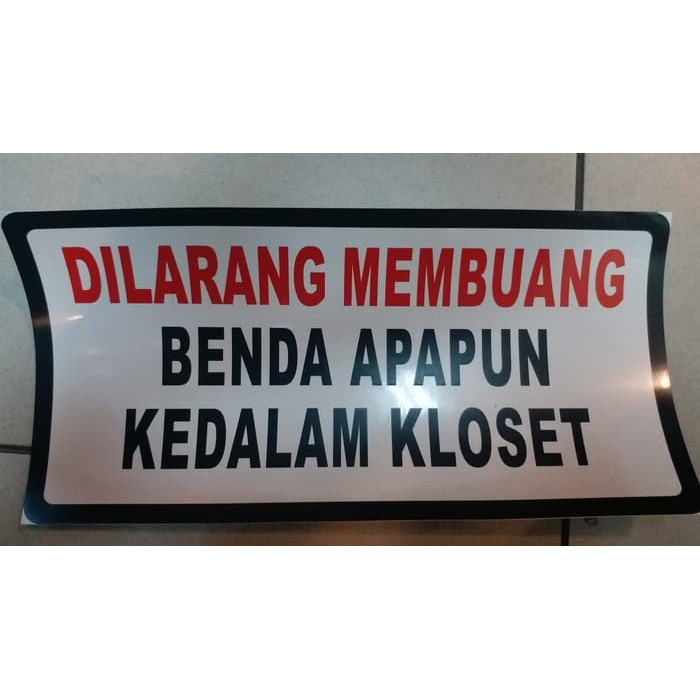 DILARANG MEMBUANG
BENDA APAPUN
KEDALAM KLOSET